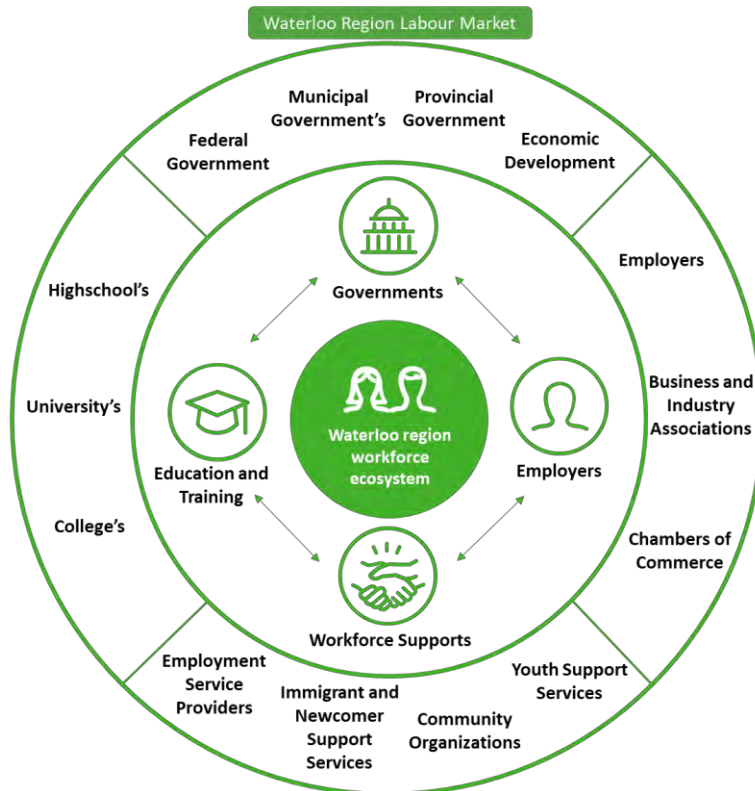 Waterloo Region Labour Market
Municipal
Government's
Provincial
Government
Federal
Government
Economic
Development
Highschool's
Governments
Employers
University's
Education and
Training
Waterloo region
workforce
ecosystem
Employers
Business and
Industry
Associations
College's
Chambers of
Commerce
Workforce Supports
Employment
Service
Providers
Immigrant and
Newcomer
Support
Services
Community
Organizations
Youth Support
Services